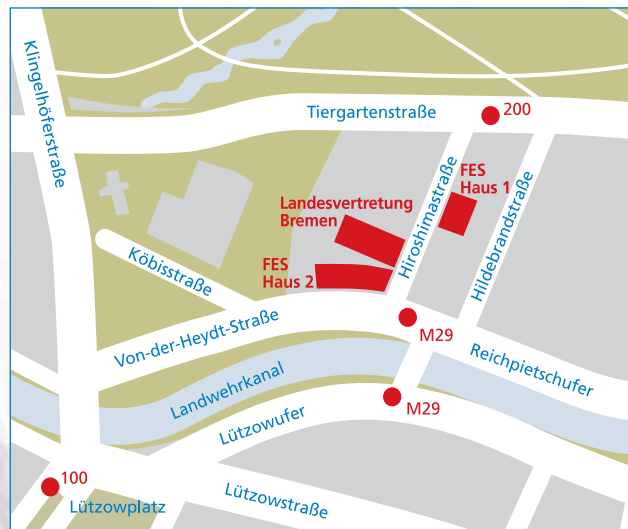 Klingelhöferstraße
Tiergartenstraße
200
FES
Haus 1
Landesvertretung
Bremen
Hiroshimastraße
Hildebrandstraße
FES
Haus 2
Köbisstraße
Von-der-Heydt-Straße
M29
Reichpietschufer
Landwehrkanal
M29
Lützowufer
100
Lützowplatz
Lützowstraße